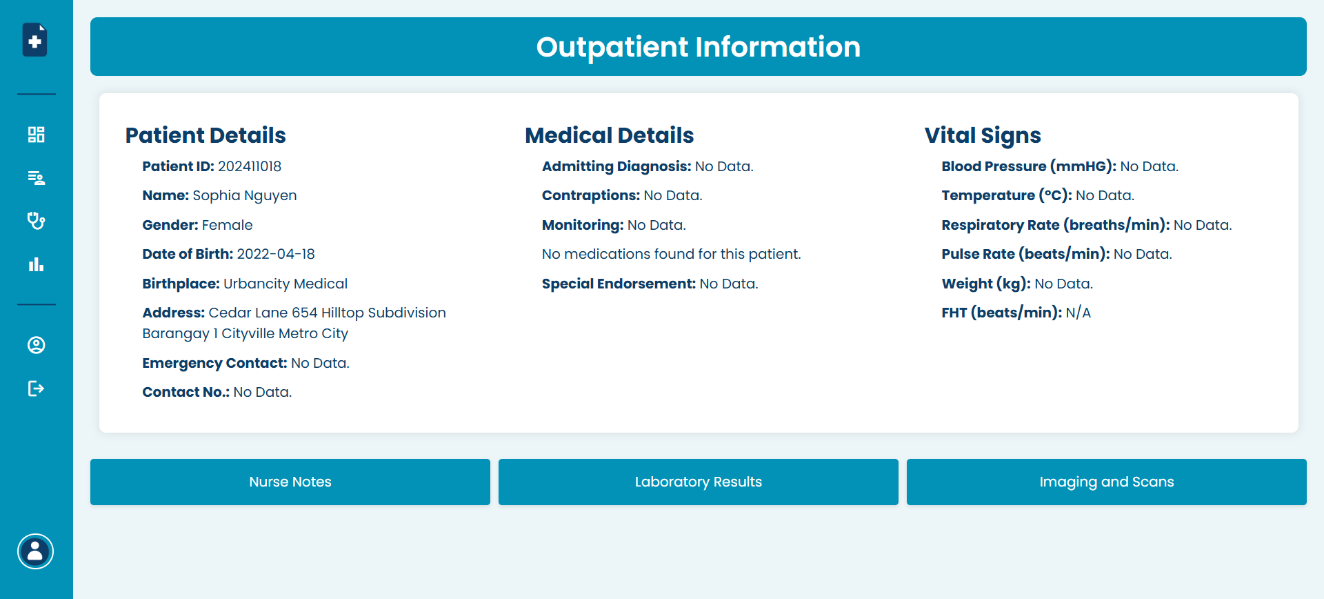 Outpatient Information
Patient Details
Patient ID: 202411018
Name: Sophia Nguyen
Gender: Female
Date of Birth: 2022-04-18
Birthplace: Urbancity Medical
Address: Cedar Lane 654 Hilltop Subdivision
Barangay 1 Cityville Metro City
Emergency Contact: No Data.
Contact No.: No Data.
Medical Details
Admitting Diagnosis: No Data.
Contraptions: No Data.
Monitoring: No Data.
No medications found for this patient.
Special Endorsement: No Data.
Vital Signs
Blood Pressure (mmHG): No Data.
Temperature (°C): No Data.
Respiratory Rate (breaths/min): No Data.
Pulse Rate (beats/min): No Data.
Weight (kg): No Data.
FHT (beats/min): N/A
Nurse Notes
Laboratory Results
Imaging and Scans